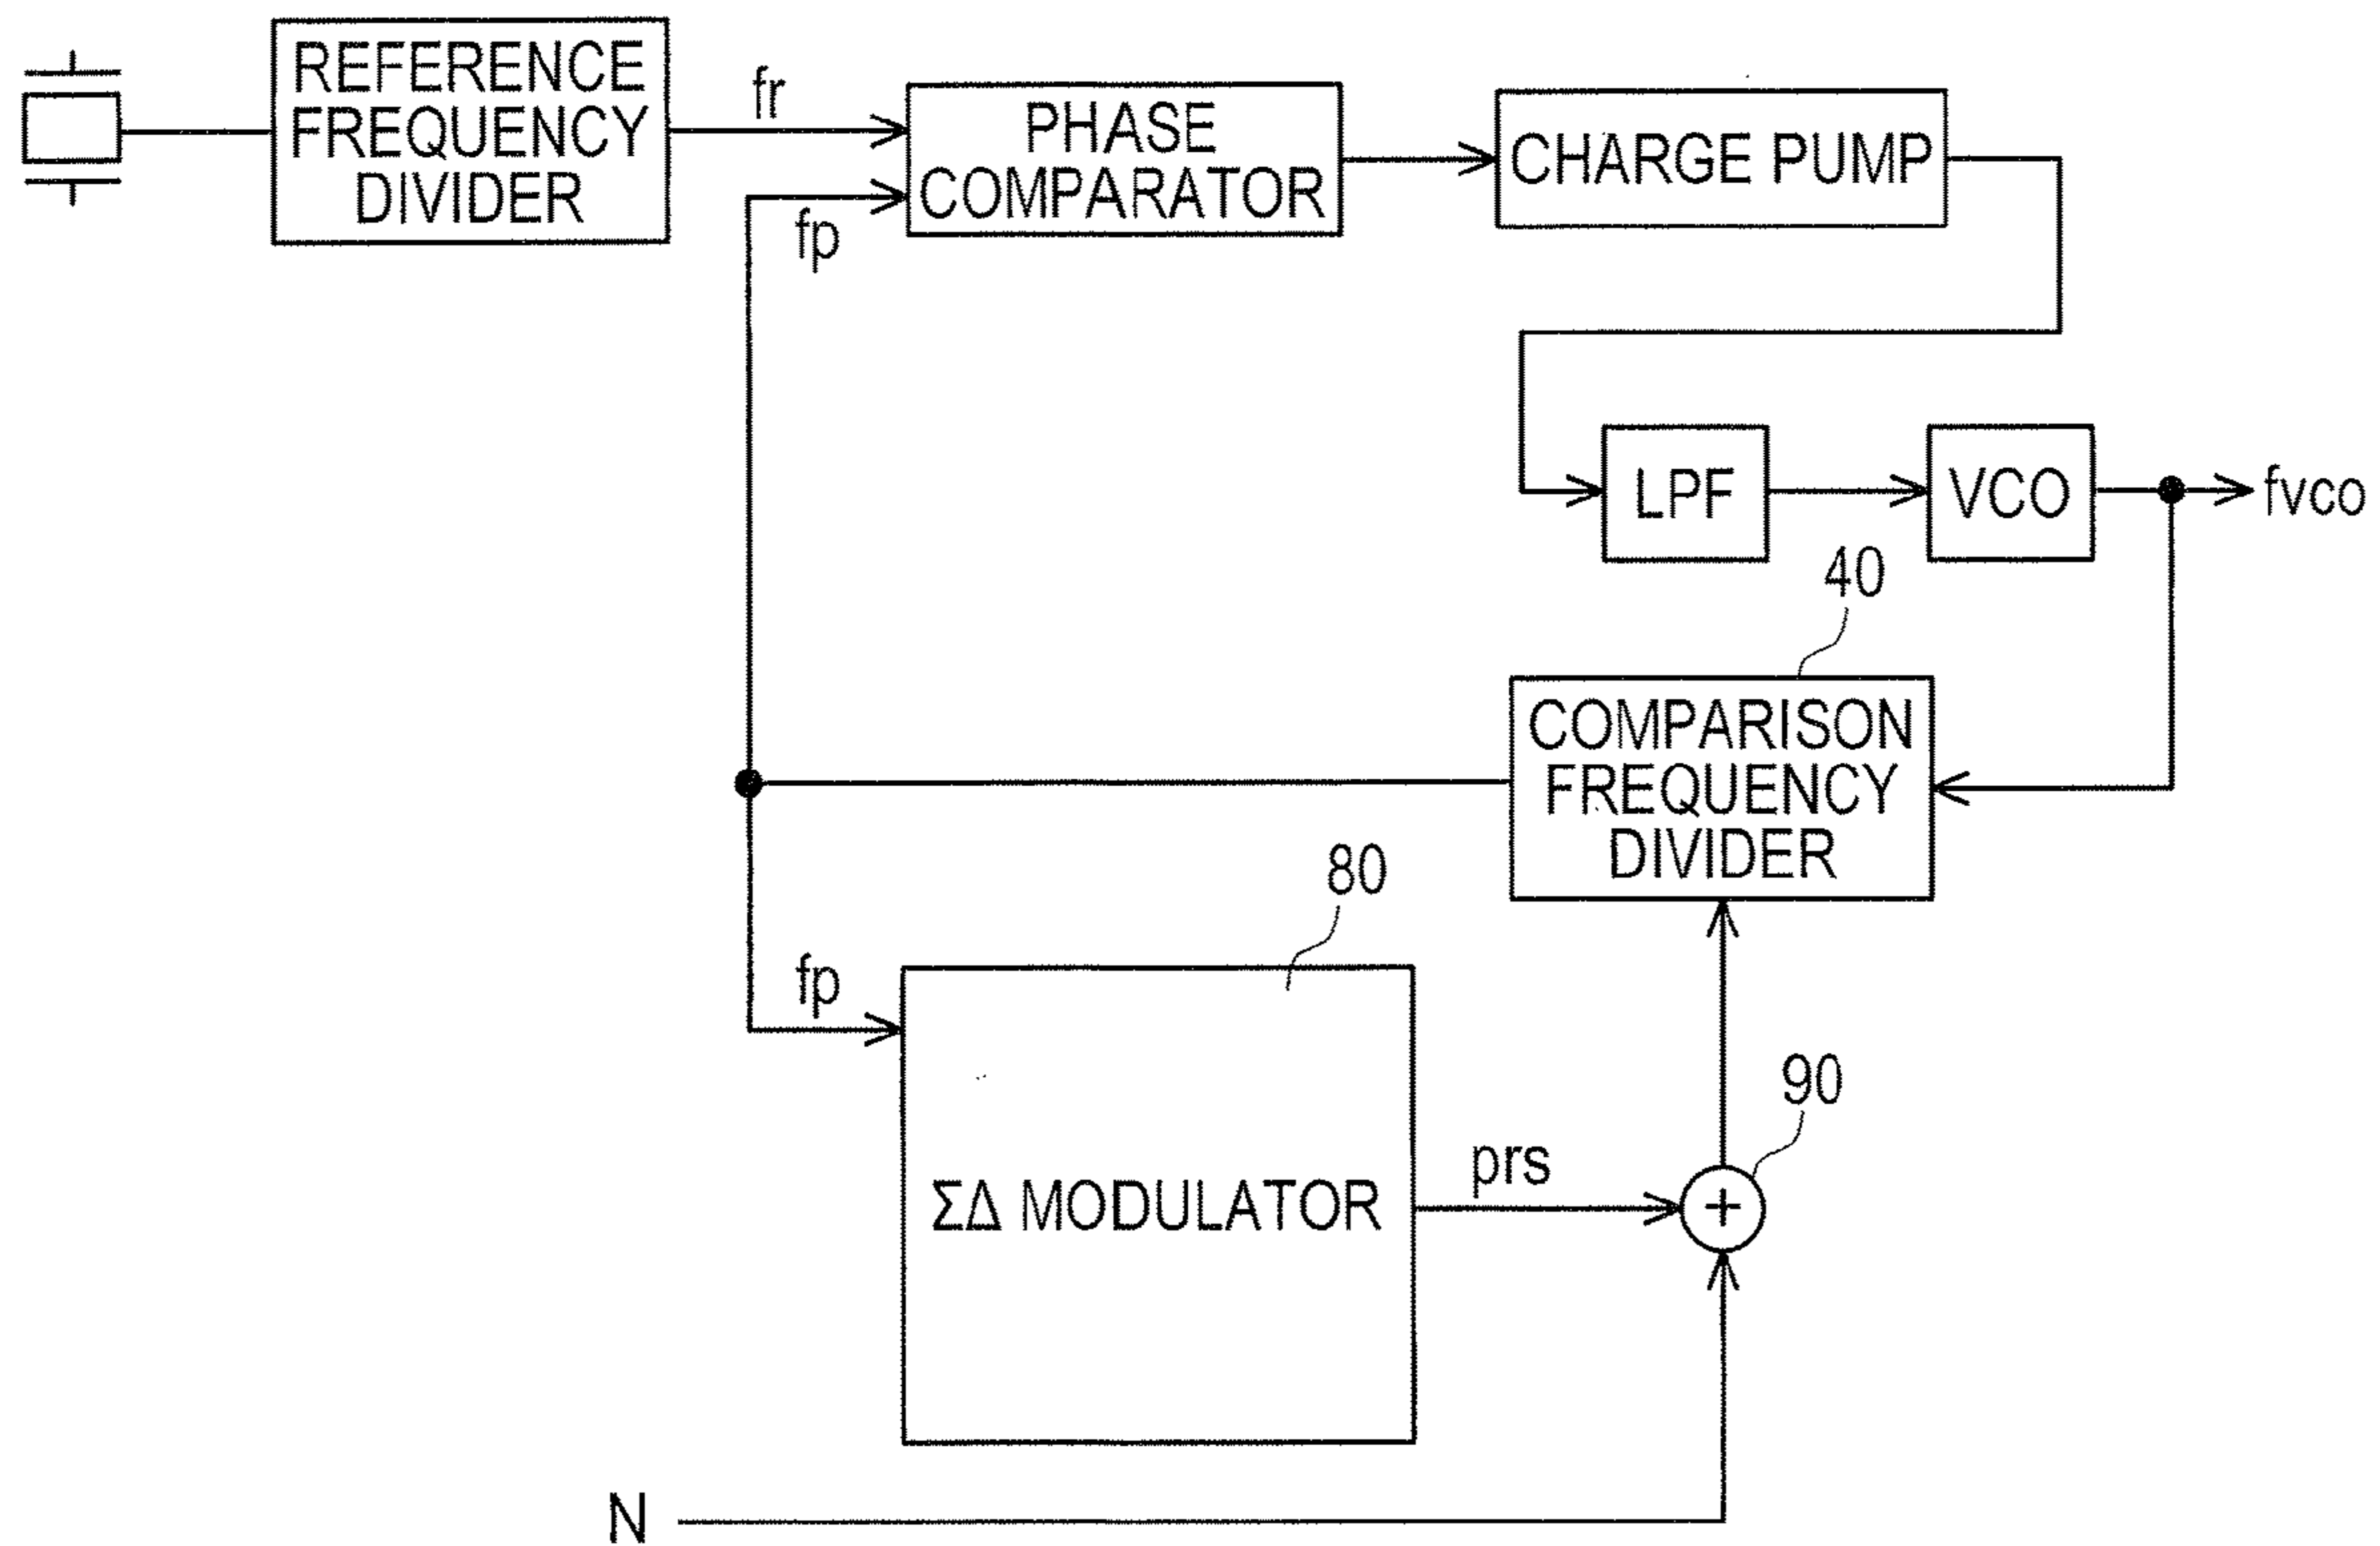 REFERENCE
FREQUENCY
DIVIDER
fr
PHASE
COMPARATOR
fp
CHARGE PUMP
LPF
VCO
fvco
40
COMPARISON
FREQUENCY
DIVIDER
80
fp
ΣΔ MODULATOR
prs
90
+
N